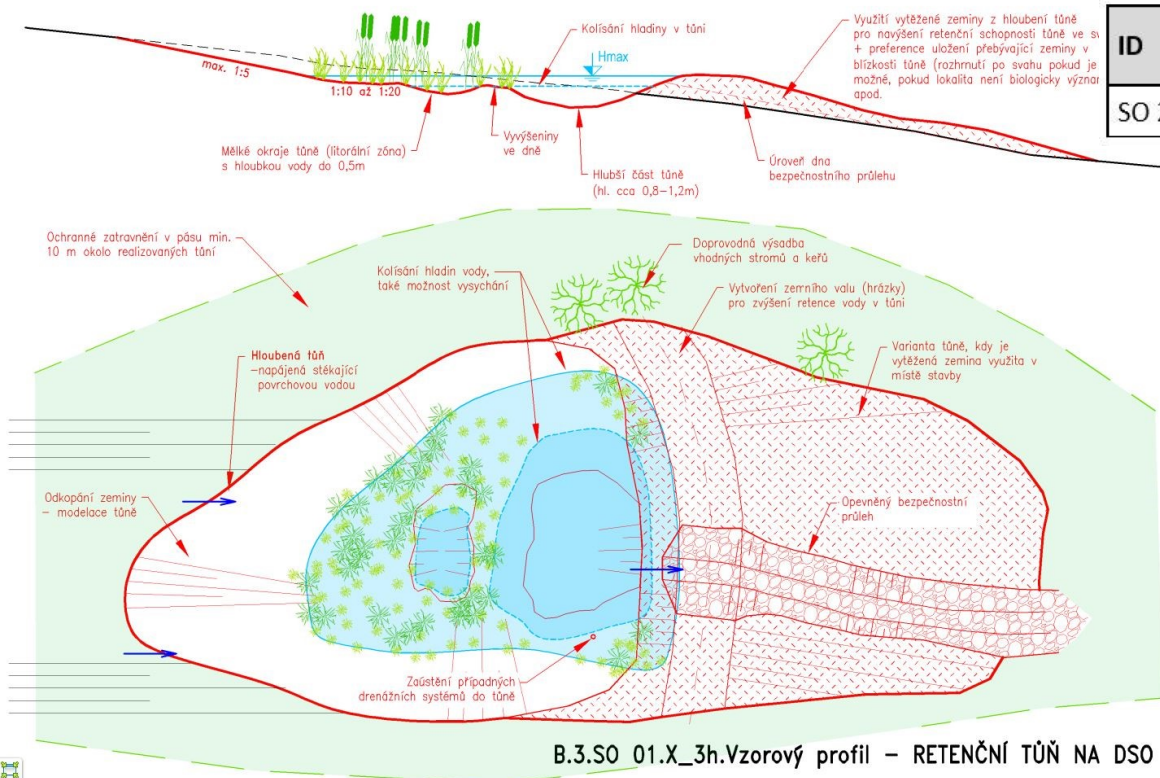 Kolísání hladiny v tůni
Hmax
Využití vytěžené zeminy z hloubení tůně
pro navýšení retenční schopnosti tůně ve
+ preference uložení přebývající zeminy v
blízkosti tůně (rozhrnutí po svahu pokud je
možné, pokud lokalita není biologicky
apod.
ID
SO
max. 1:5
1:10 až 1:20
Mělké okraje tůně (litorální zóna)
s hloubkou vody do 0,5m
Vyvýšeniny
ve dně
Hlubší část tůně
(hl. cca 0,8–1,2m)
Úroveň dna
bezpečnostního průlehu
Ochranné zatravnění v pásu min.
10 m okolo realizovaných tůní
Kolísání hladin vody,
také možnost vysychání
Doprovodná výsadba
vhodných stromů a keřů
Vytvoření zemního valu (hrázky)
pro zvýšení retence vody v tůni
Hloubená tůň
–napájená stékající
povrchovou vodou
Varianta tůně, kdy je
vytěžená zemina využita v
místě stavby
Odkopání zeminy
– modelace tůně
Opevněný bezpečnostní
průleh
Zaústění případných
drenážních systémů do tůně
B.3.SO 01.X_3h.Vzorový profil – RETENČNÍ TŮŇ NA DSO